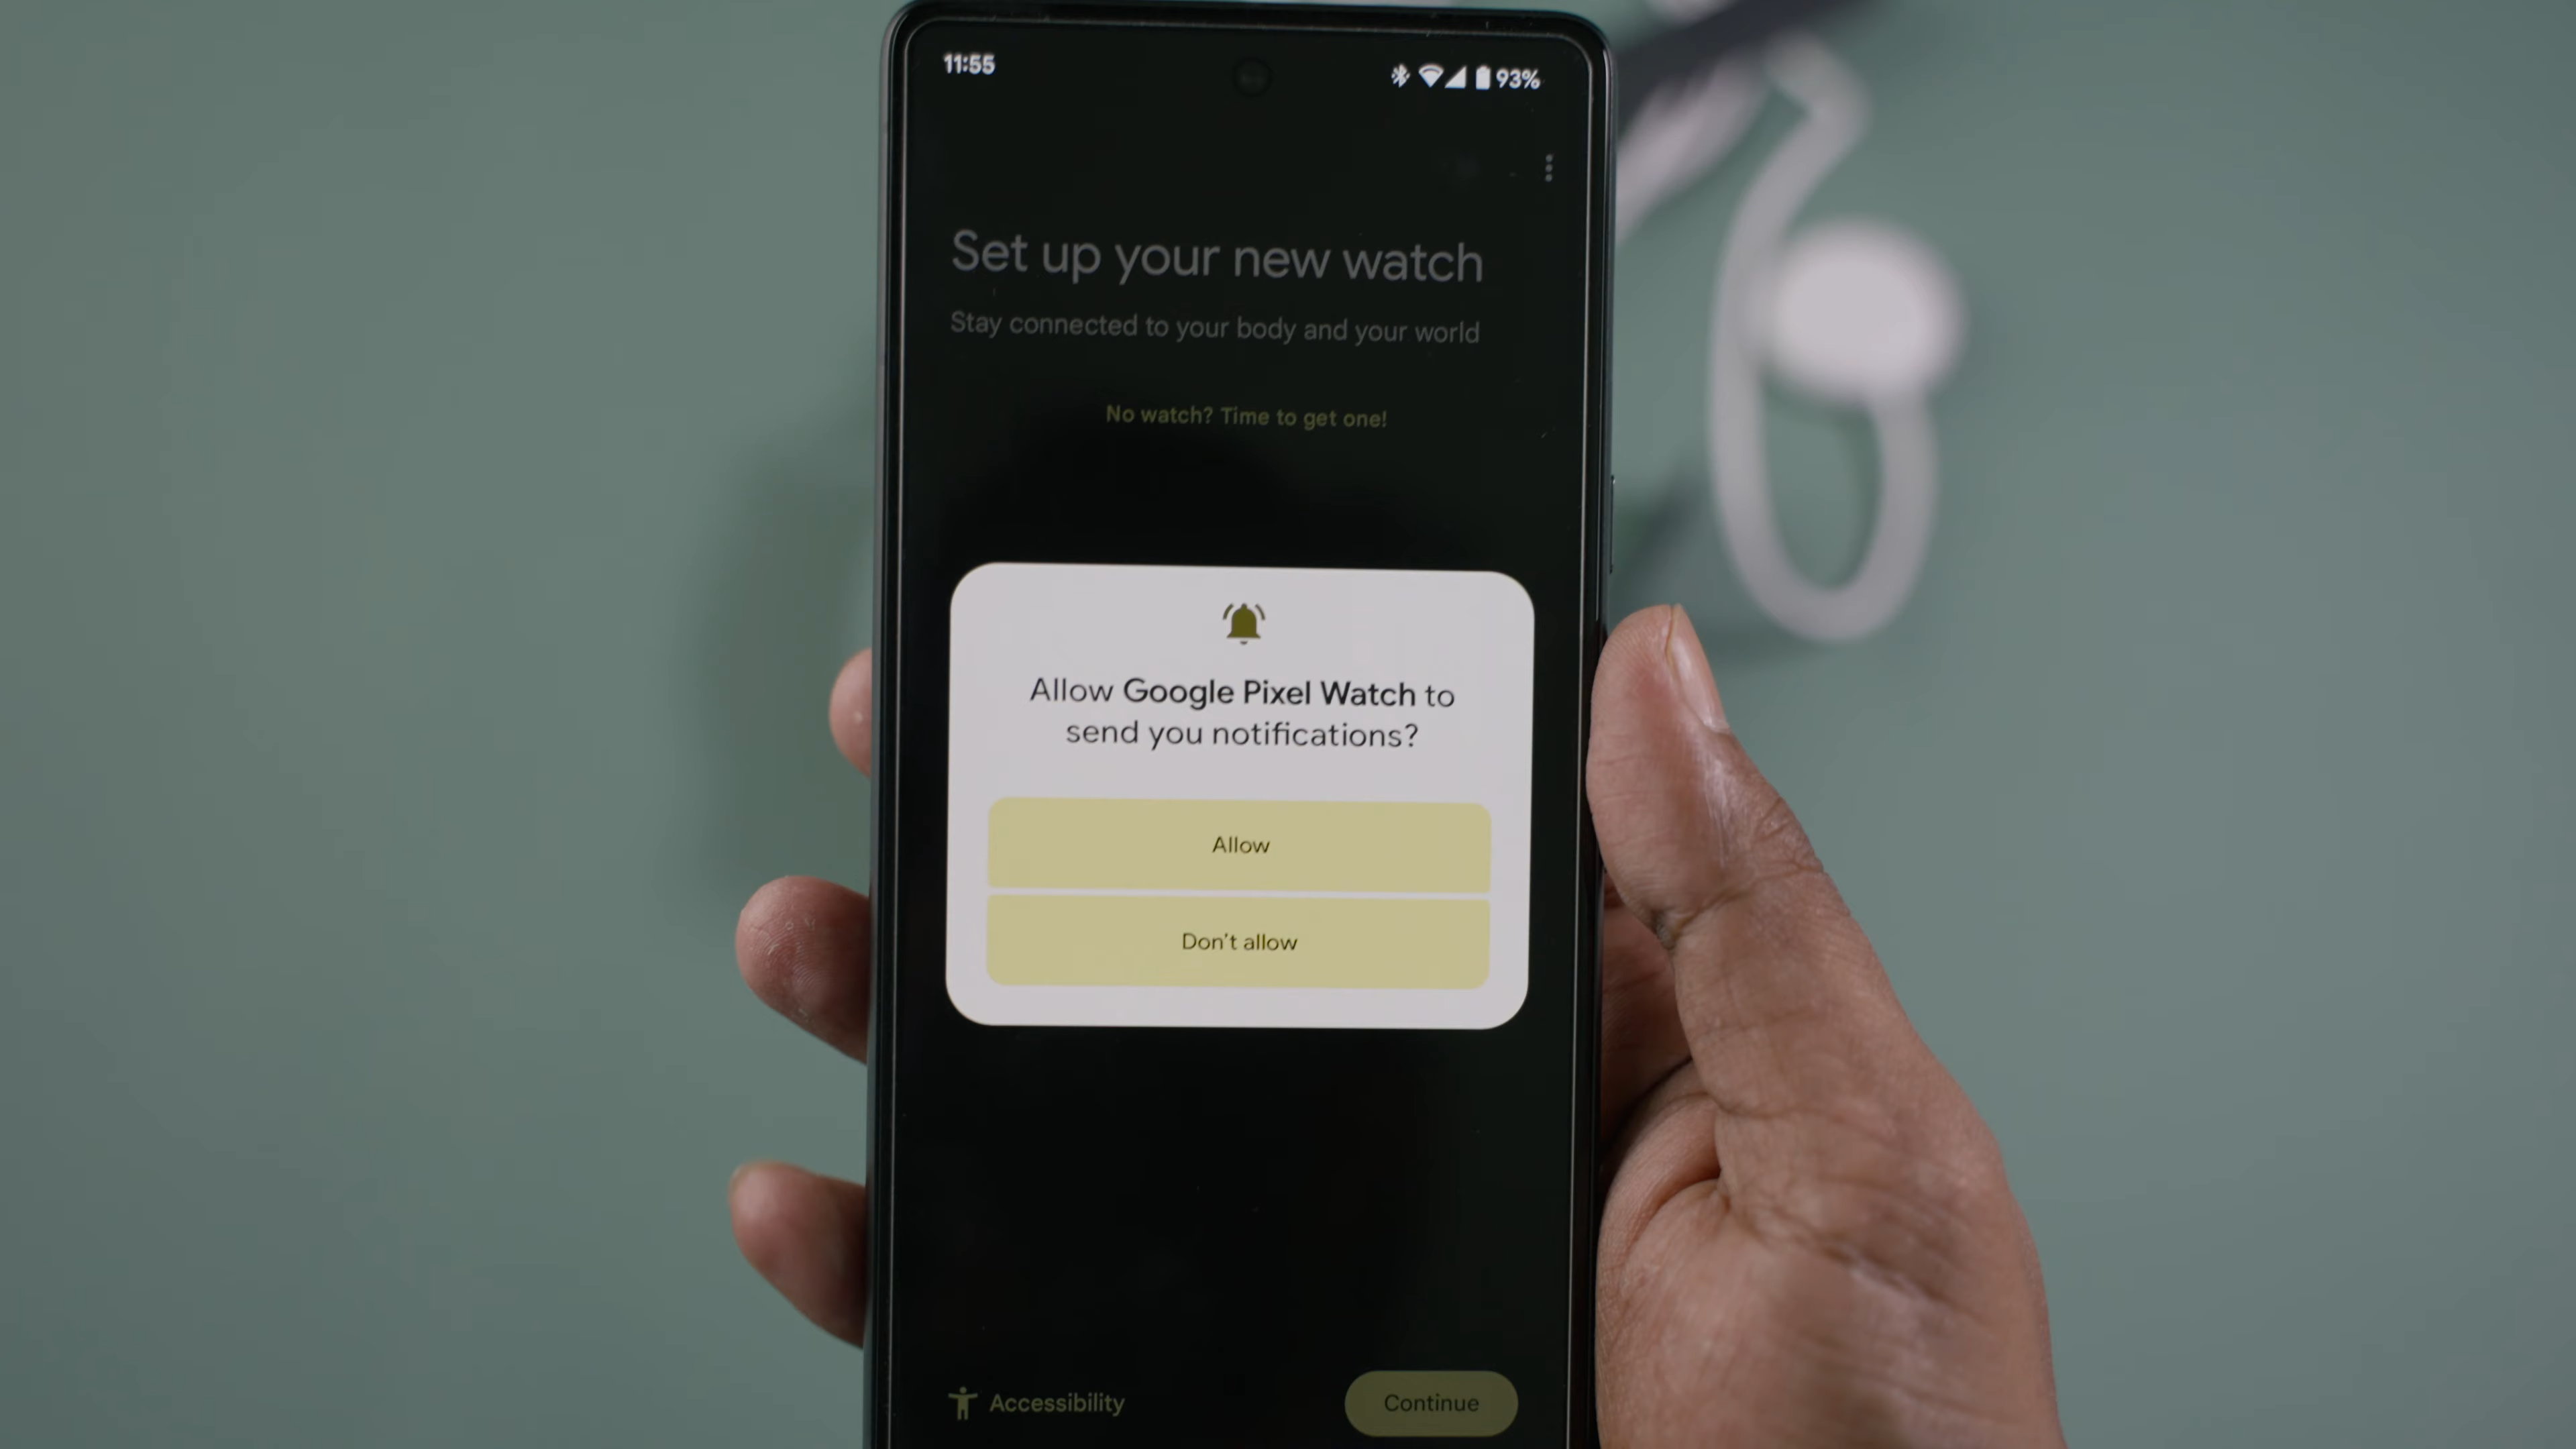 11:55
93%
Set up your new watch
Stay connected to your body and your world
No watch? Time to get one!
Allow Google Pixel Watch to
send you notifications?
Allow
Don't allow
Accessibility
Continue